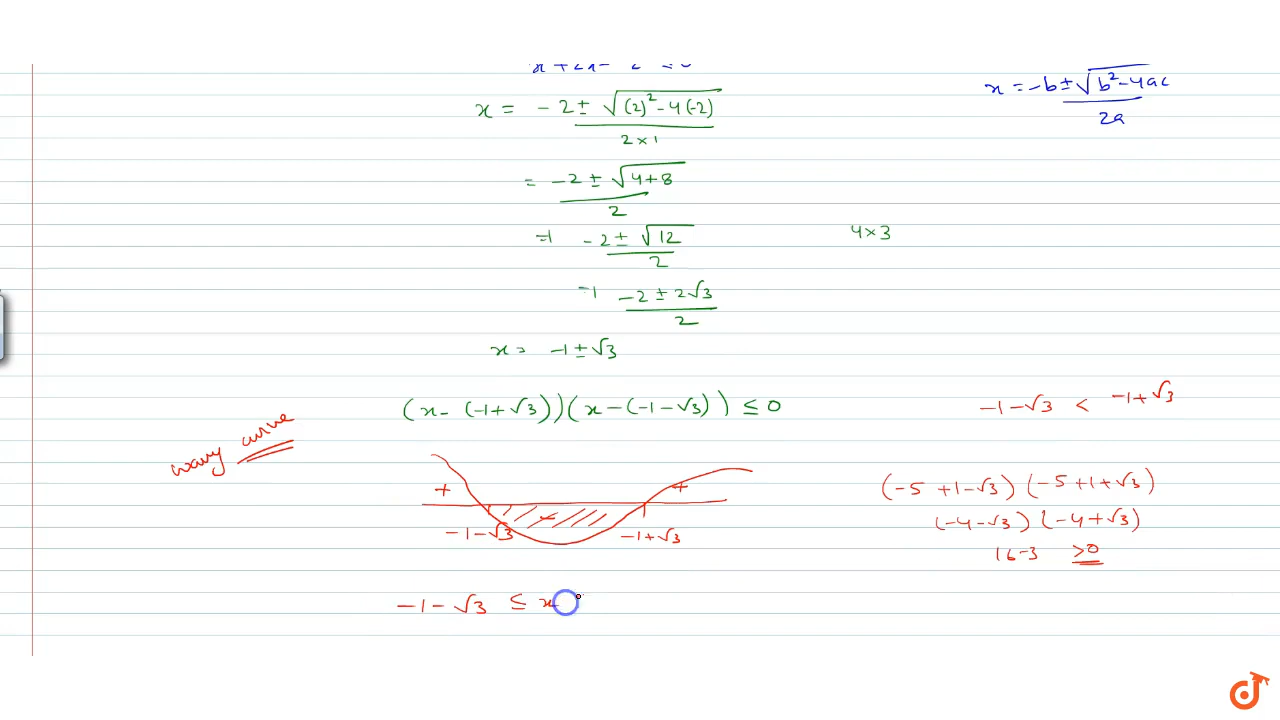 x = -b ± √(b² - 4ac)
2a
x = -2 ± √((2)² - 4(-2))
2 × 1
= -2 ± √(4+8)
2
= -2 ± √12
2
4×3
= -2 ± 2√3
2
x = -1 ± √3
(x - (-1+√3))(x - (-1-√3)) ≤ 0
-1-√3 < -1+√3
wavy curve
+ - +
-1-√3 -1+√3
(-5+1-√3)(-5+1+√3)
(-4-√3)(-4+√3)
16-3 >0
-1-√3 ≤ x